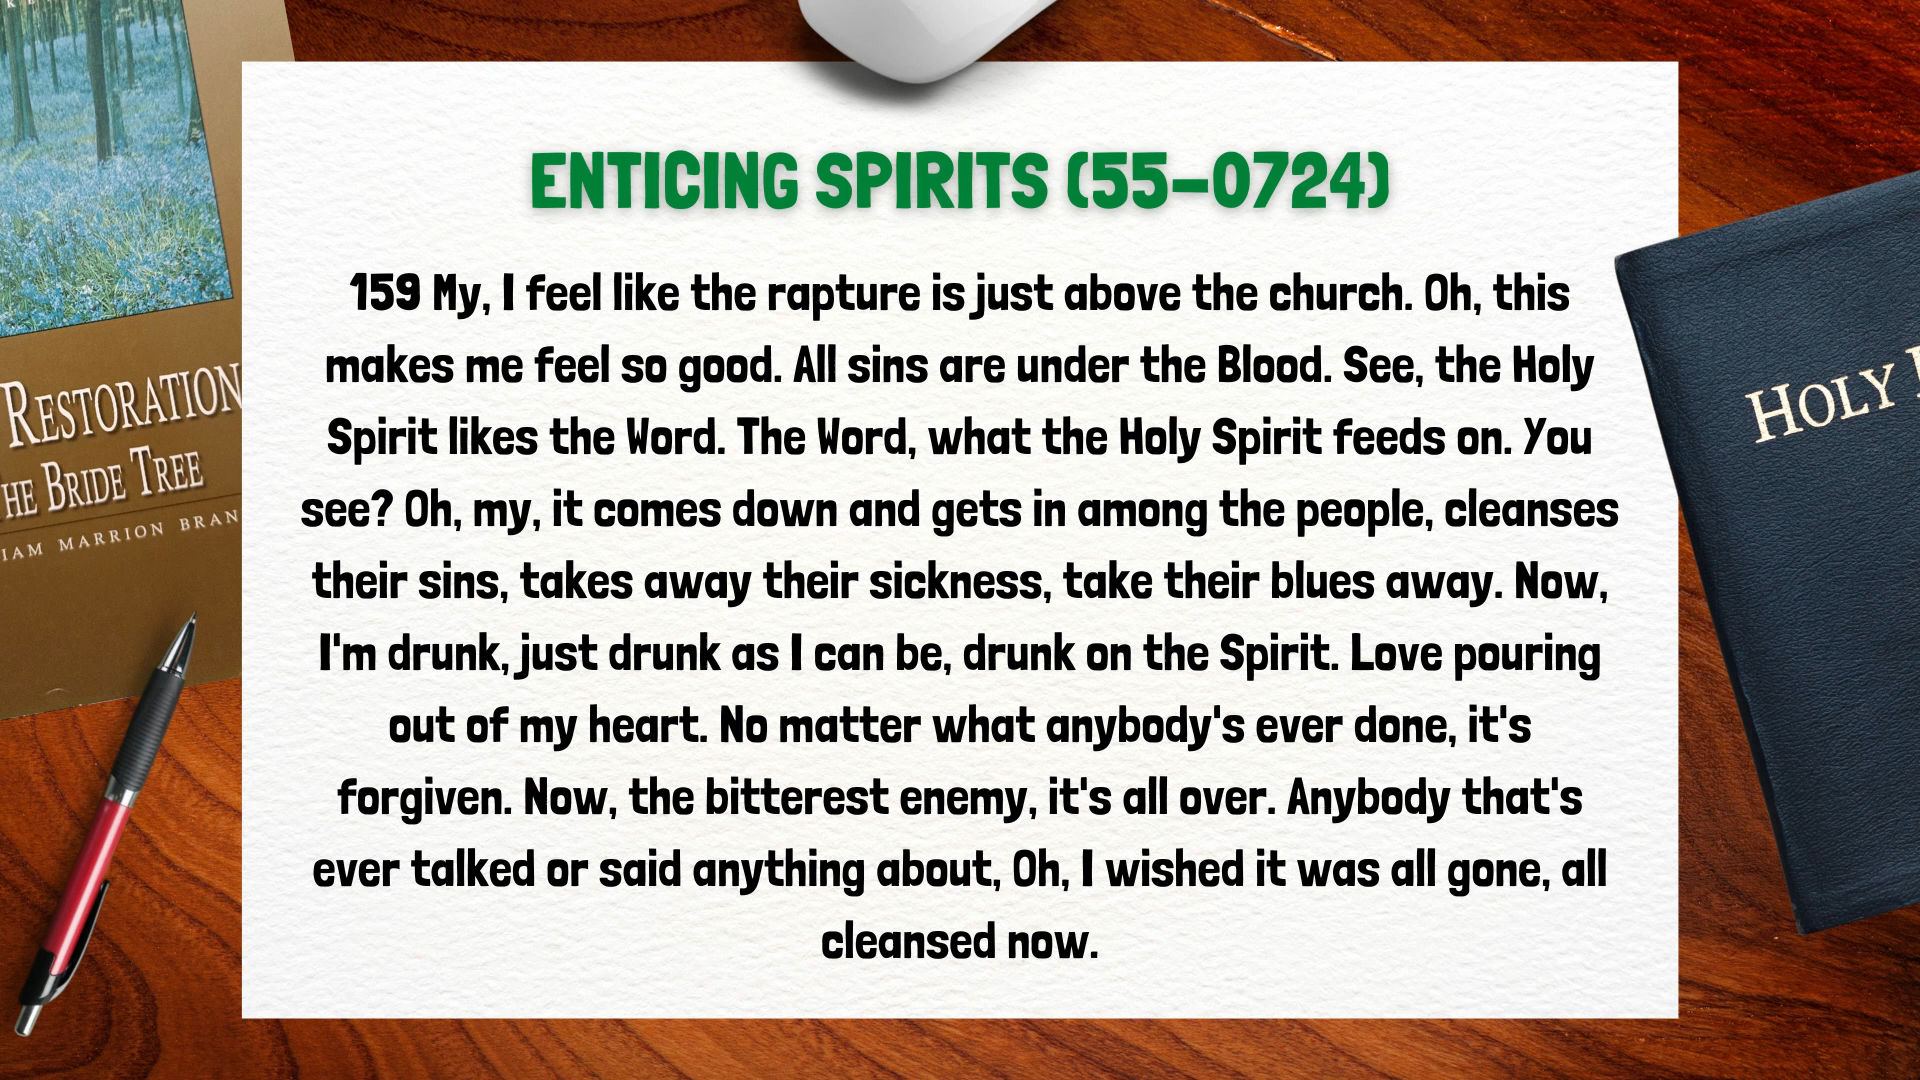 ENTICING SPIRITS (55-0724)
159 My, I feel like the rapture is just above the church. Oh, this
makes me feel so good. All sins are under the Blood. See, the Holy
Spirit likes the Word. The Word, what the Holy Spirit feeds on. You
see? Oh, my, it comes down and gets in among the people, cleanses
their sins, takes away their sickness, take their blues away. Now,
I'm drunk, just drunk as I can be, drunk on the Spirit. Love pouring
out of my heart. No matter what anybody's ever done, it's
forgiven. Now, the bitterest enemy, it's all over. Anybody that's
ever talked or said anything about, Oh, I wished it was all gone, all
cleansed now.
RESTORATION
HE BRIDE TREE
IAM MARRION BRAN
HOLY